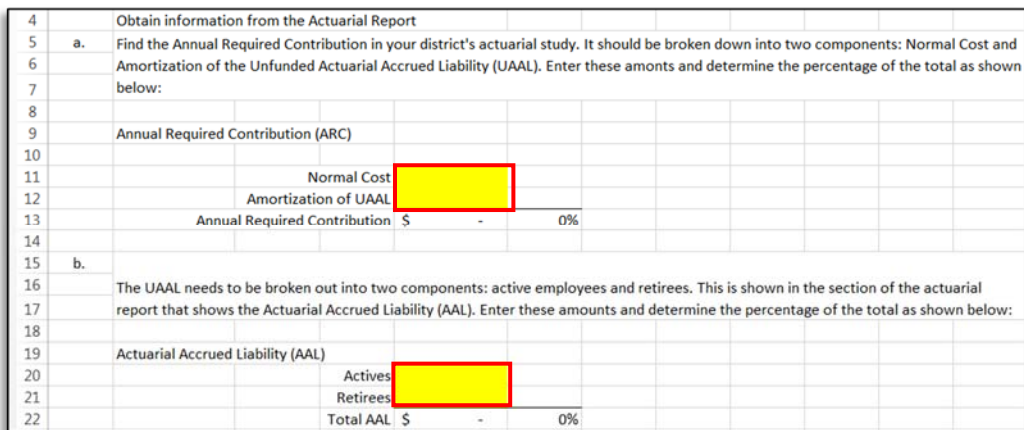 4 Obtain information from the Actuarial Report
5 a. Find the Annual Required Contribution in your district's actuarial study. It should be broken down into two components: Normal Cost and
6 Amortization of the Unfunded Actuarial Accrued Liability (UAAL). Enter these amonts and determine the percentage of the total as shown
7 below:
8
9 Annual Required Contribution (ARC)
10
11 Normal Cost
12 Amortization of UAAL
13 Annual Required Contribution $ - 0%
14
15 b.
16 The UAAL needs to be broken out into two components: active employees and retirees. This is shown in the section of the actuarial
17 report that shows the Actuarial Accrued Liability (AAL). Enter these amounts and determine the percentage of the total as shown below:
18
19 Actuarial Accrued Liability (AAL)
20 Actives
21 Retirees
22 Total AAL $ - 0%